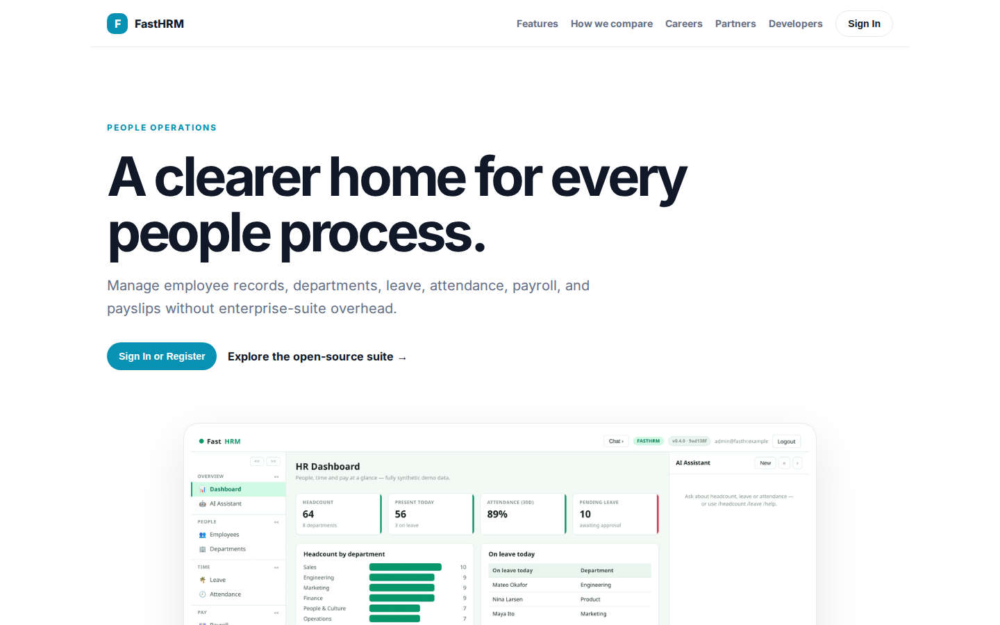 F FastHRM
Features How we compare Careers Partners Developers Sign In
PEOPLE OPERATIONS
A clearer home for every
people process.
Manage employee records, departments, leave, attendance, payroll, and
payslips without enterprise-suite overhead.
Sign In or Register Explore the open-source suite →
Fast HRM
Chat › FASTHRM v0.4.0 · 9ad138f admin@fasthr.example Logout
<< >>
OVERVIEW <<
Dashboard
AI Assistant
PEOPLE <<
Employees
Departments
TIME <<
Leave
Attendance
PAY <<
Payroll
HR Dashboard
People, time and pay at a glance — fully synthetic demo data.
HEADCOUNT
64
8 departments
PRESENT TODAY
56
3 on leave
ATTENDANCE (30D)
89%
PENDING LEAVE
10
awaiting approval
Headcount by department
Sales 10
Engineering 9
Marketing 9
Finance 9
People & Culture 7
Operations 7
On leave today
On leave today Department
Mateo Okafor Engineering
Nina Larsen Product
Maya Ito Marketing
AI Assistant New « ›
Ask about headcount, leave or attendance —
or use /headcount /leave /help.